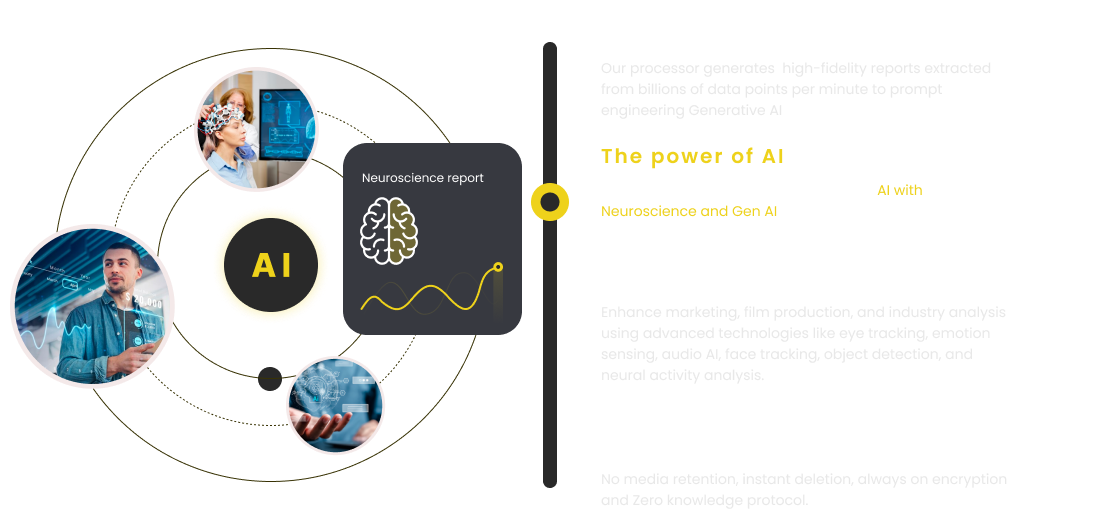 Our processor generates high-fidelity reports extracted
from billions of data points per minute to prompt
engineering Generative AI
The power of AI
AI with
Neuroscience and Gen AI
Neuroscience report
AI
$20,000
Enhance marketing, film production, and industry analysis
using advanced technologies like eye tracking, emotion
sensing, audio AI, face tracking, object detection, and
neural activity analysis.
No media retention, instant deletion, always on encryption
and Zero knowledge protocol.